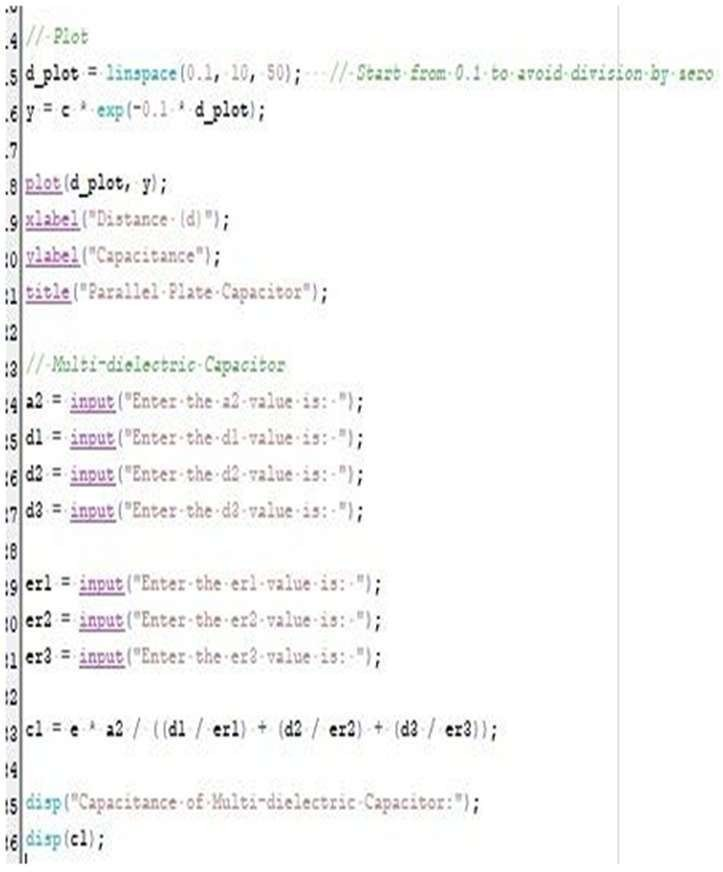 // Plot
d_plot = linspace(0.1, 10, 50); // Start from 0.1 to avoid division by zero
y = c * exp(-0.1 * d_plot);
plot(d_plot, y);
xlabel("Distance (d)");
ylabel("Capacitance");
title("Parallel Plate Capacitor");
// Multi-dielectric Capacitor
a2 = input("Enter the a2 value is: ");
d1 = input("Enter the d1 value is: ");
d2 = input("Enter the d2 value is: ");
d3 = input("Enter the d3 value is: ");
er1 = input("Enter the er1 value is: ");
er2 = input("Enter the er2 value is: ");
er3 = input("Enter the er3 value is: ");
c1 = e * a2 / ((d1 / er1) + (d2 / er2) + (d3 / er3));
disp("Capacitance of Multi-dielectric Capacitor:");
disp(c1);